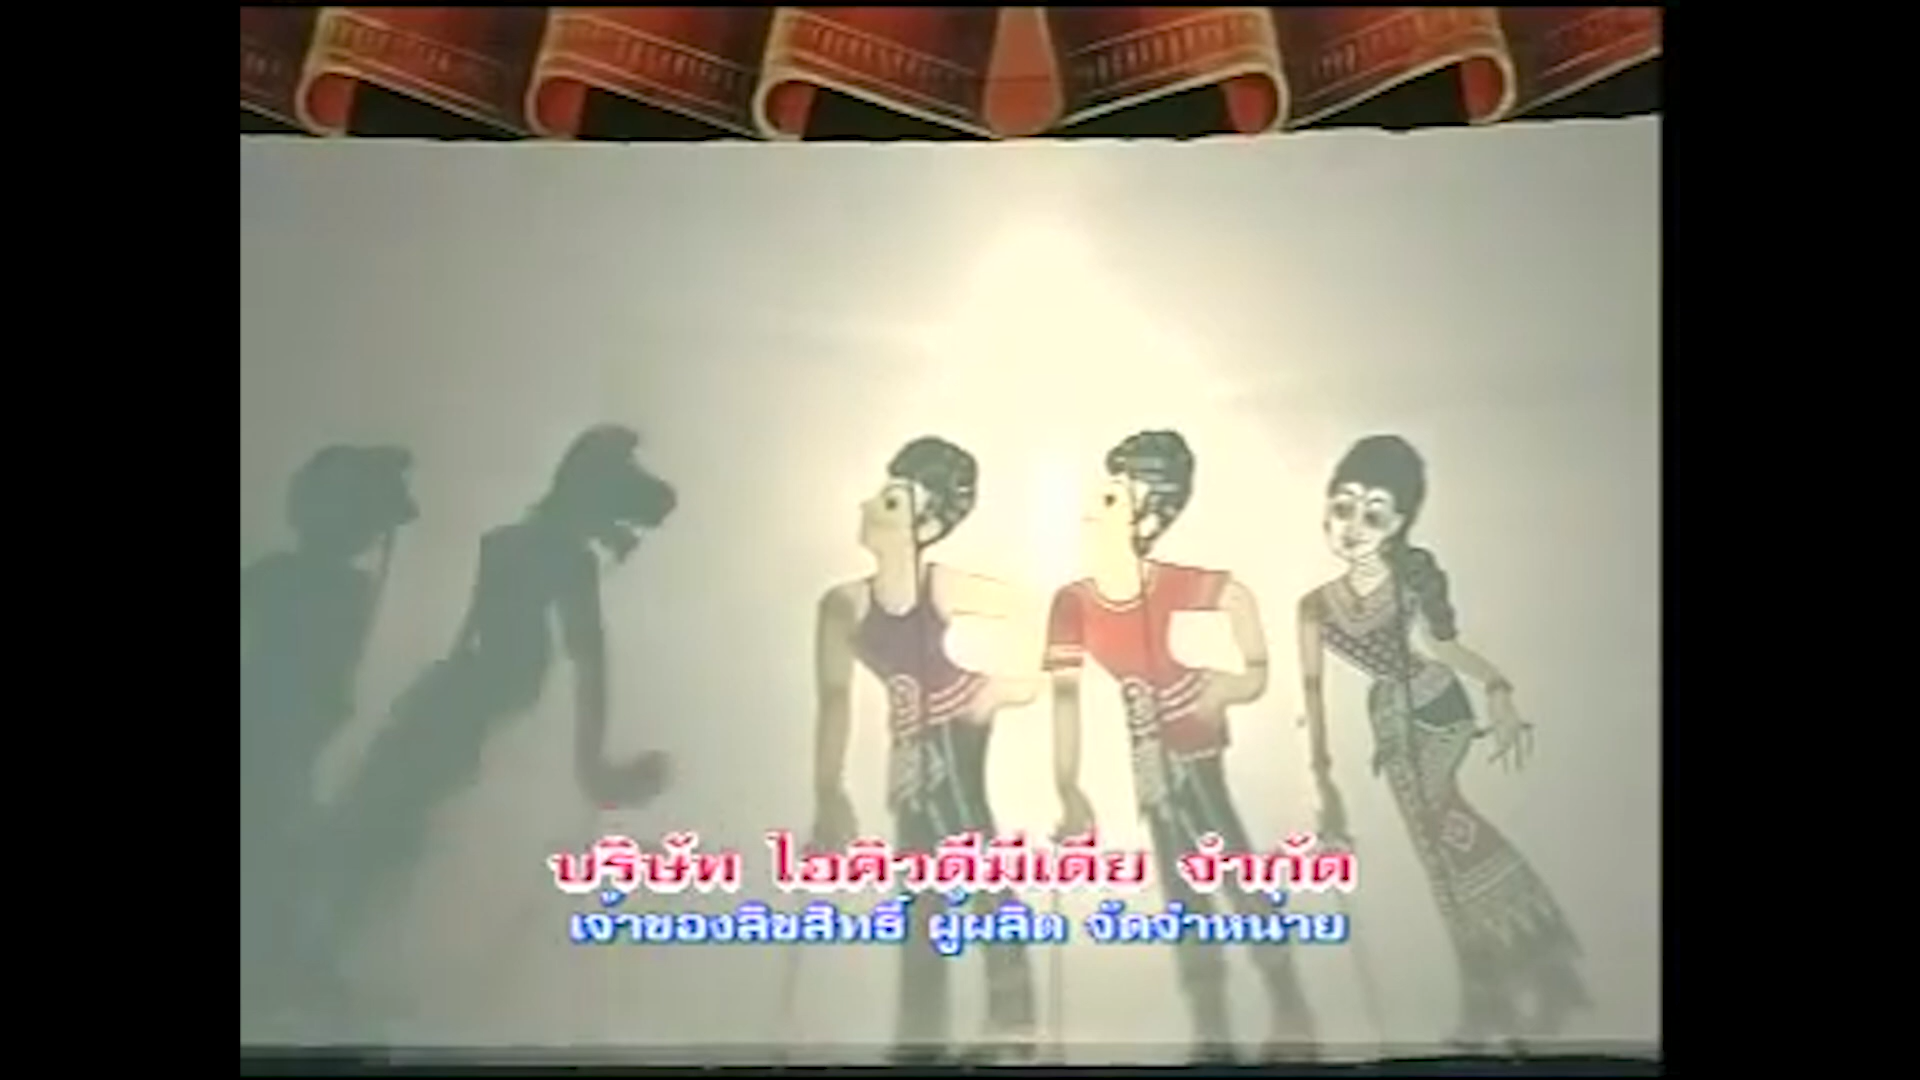 บริษัท ไอคิวดีมีเดีย จำกัด
เจ้าของลิขสิทธิ์ ผู้ผลิต จัดจำหน่าย